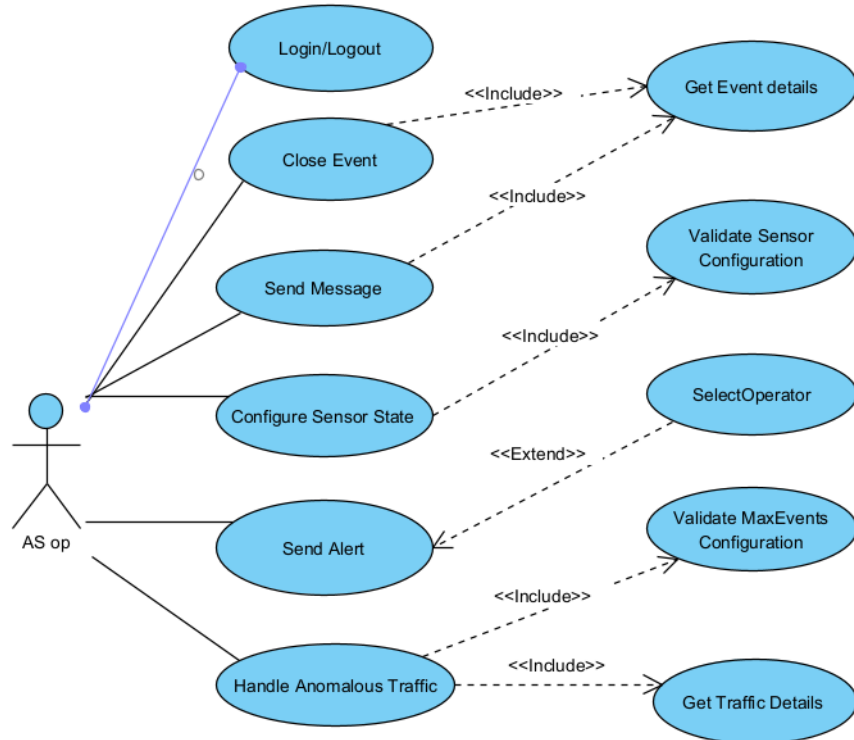 Login/Logout
<<Include>>
Get Event details
Close Event
<<Include>>
Validate Sensor
Configuration
Send Message
<<Include>>
SelectOperator
Configure Sensor State
<<Extend>>
Validate MaxEvents
Configuration
AS op
Send Alert
<<Include>>
<<Include>>
Handle Anomalous Traffic
Get Traffic Details